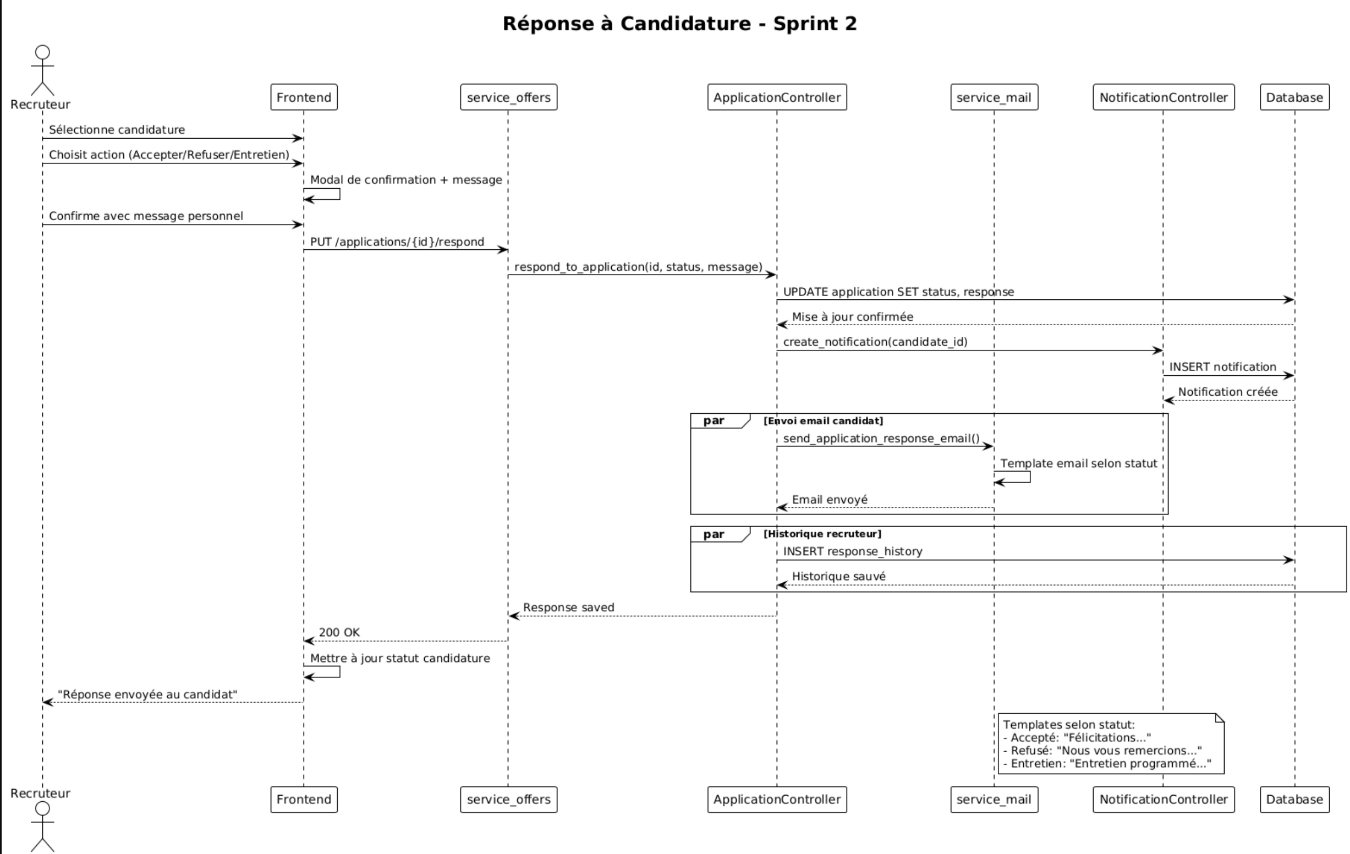 Réponse à Candidature - Sprint 2
Recruteur
Frontend
service_offers
ApplicationController
service_mail
NotificationController
Database
Sélectionne candidature
Choisit action (Accepter/Refuser/Entretien)
Modal de confirmation + message
Confirme avec message personnel
PUT /applications/{id}/respond
respond_to_application(id, status, message)
UPDATE application SET status, response
Mise à jour confirmée
create_notification(candidate_id)
INSERT notification
Notification créée
par [Envoi email candidat]
send_application_response_email()
Template email selon statut
Email envoyé
par [Historique recruteur]
INSERT response_history
Historique sauvé
Response saved
200 OK
Mettre à jour statut candidature
"Réponse envoyée au candidat"
Templates selon statut:
- Accepté: "Félicitations..."
- Refusé: "Nous vous remercions..."
- Entretien: "Entretien programmé..."
Recruteur
Frontend
service_offers
ApplicationController
service_mail
NotificationController
Database